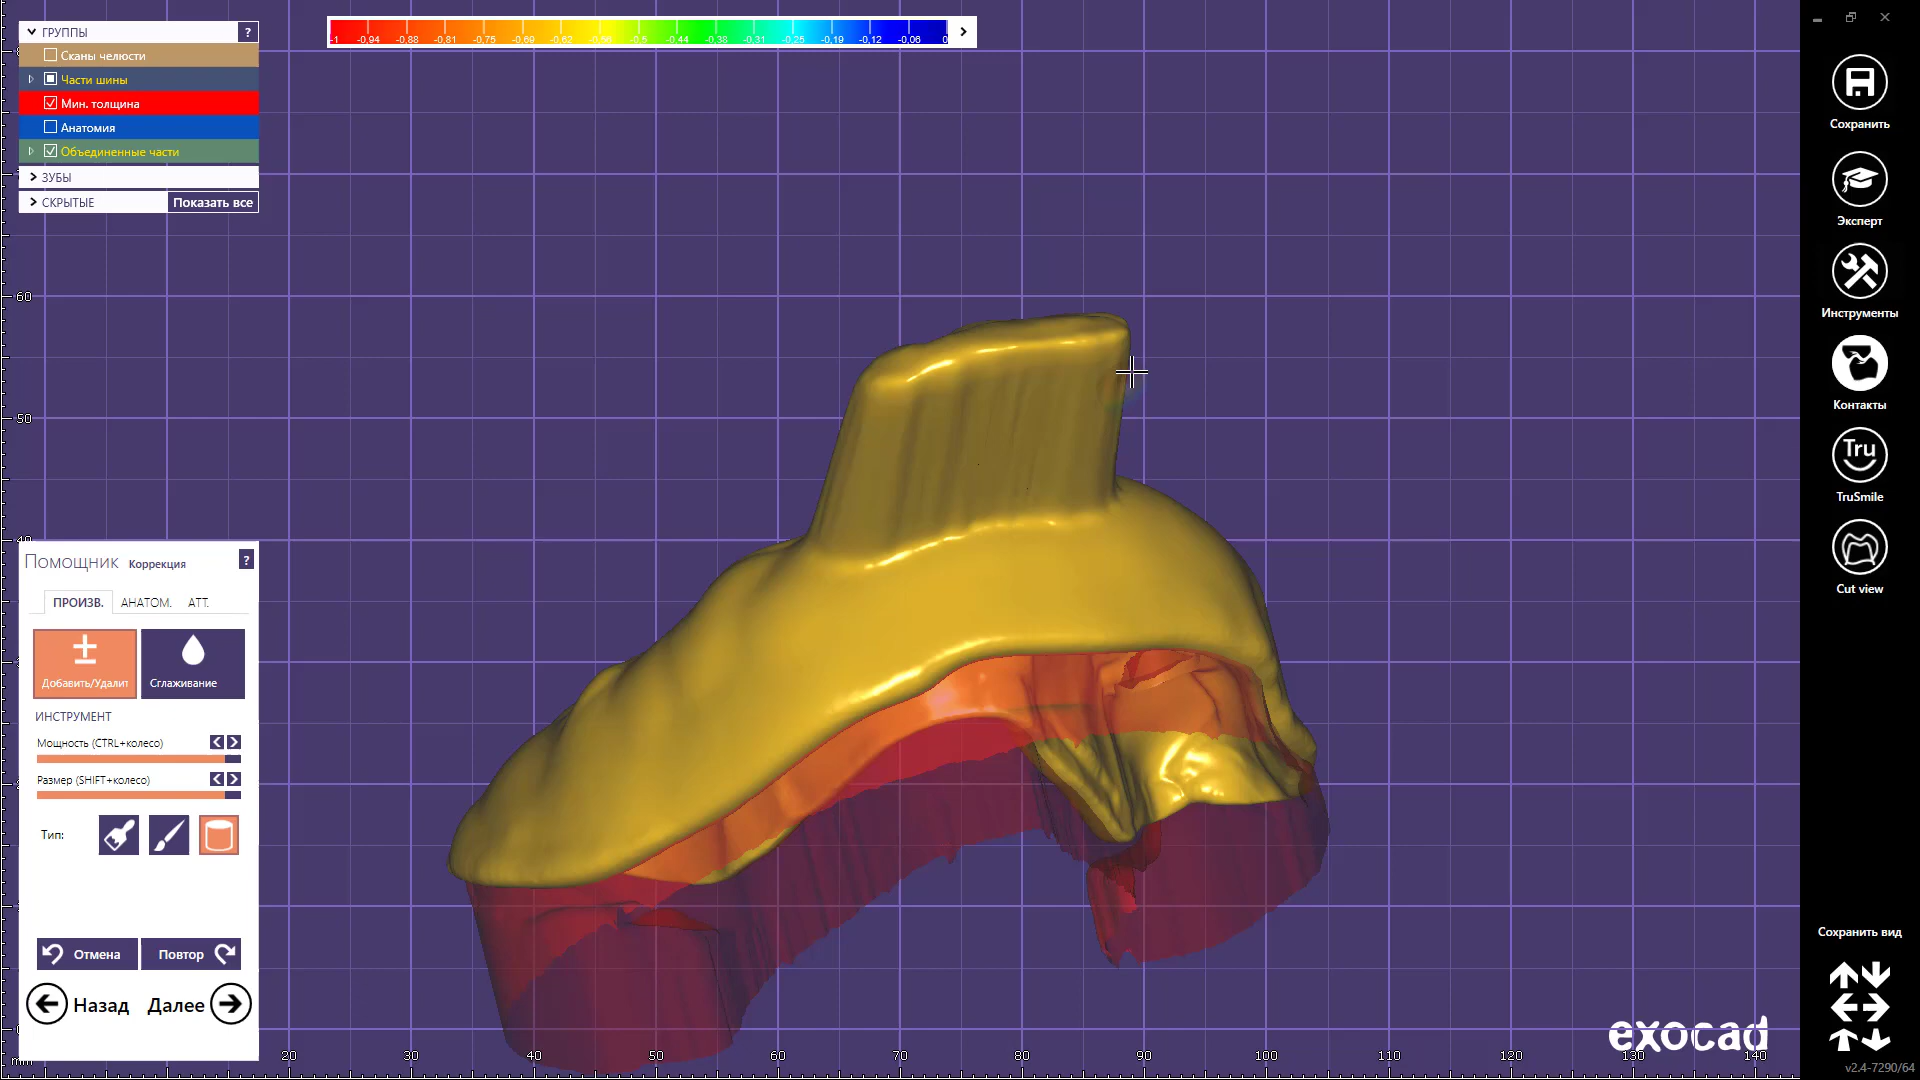 ГРУППЫ ?
Сканы челюсти
Части шины
Мин. толщина
Анатомия
Объединенные части
ЗУБЫ
СКРЫТЫЕ Показать все
-1 -0,94 -0,88 -0,81 -0,75 -0,69 -0,62 -0,56 -0,5 -0,44 -0,38 -0,31 -0,25 -0,19 -0,12 -0,06 0
Сохранить
Эксперт
Инструменты
Контакты
Tru
TruSmile
Cut view
60
50
40
Помощник Коррекция ?
ПРОИЗВ. АНАТОМ. АТТ.
Добавить/Удалит Сглаживание
ИНСТРУМЕНТ
Мощность (CTRL+колесо)
Размер (SHIFT+колесо)
Тип:
Отмена Повтор
Назад Далее
Сохранить вид
exocad
20 30 40 50 60 70 80 90 100 110 120 130 140
v2.4-7290/64